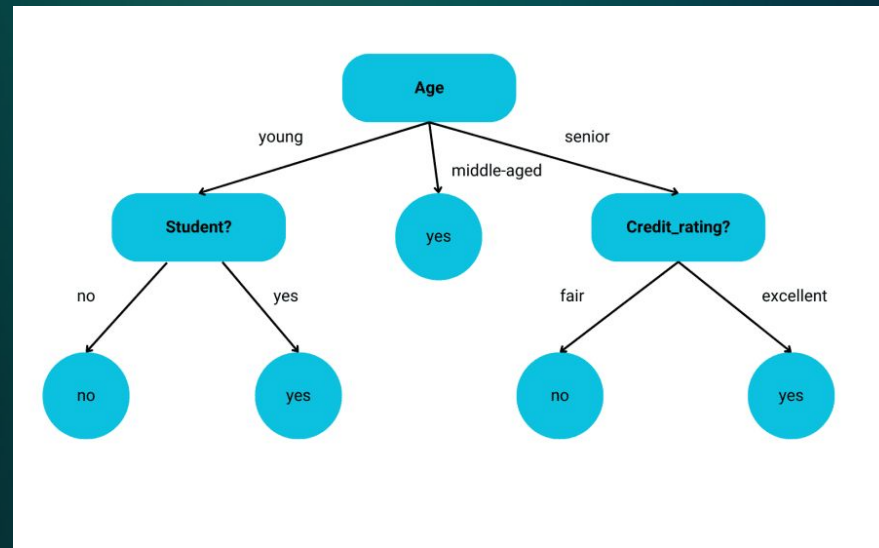 Age
young
senior
middle-aged
Student?
yes
Credit_rating?
no
yes
fair
excellent
no
yes
no
yes